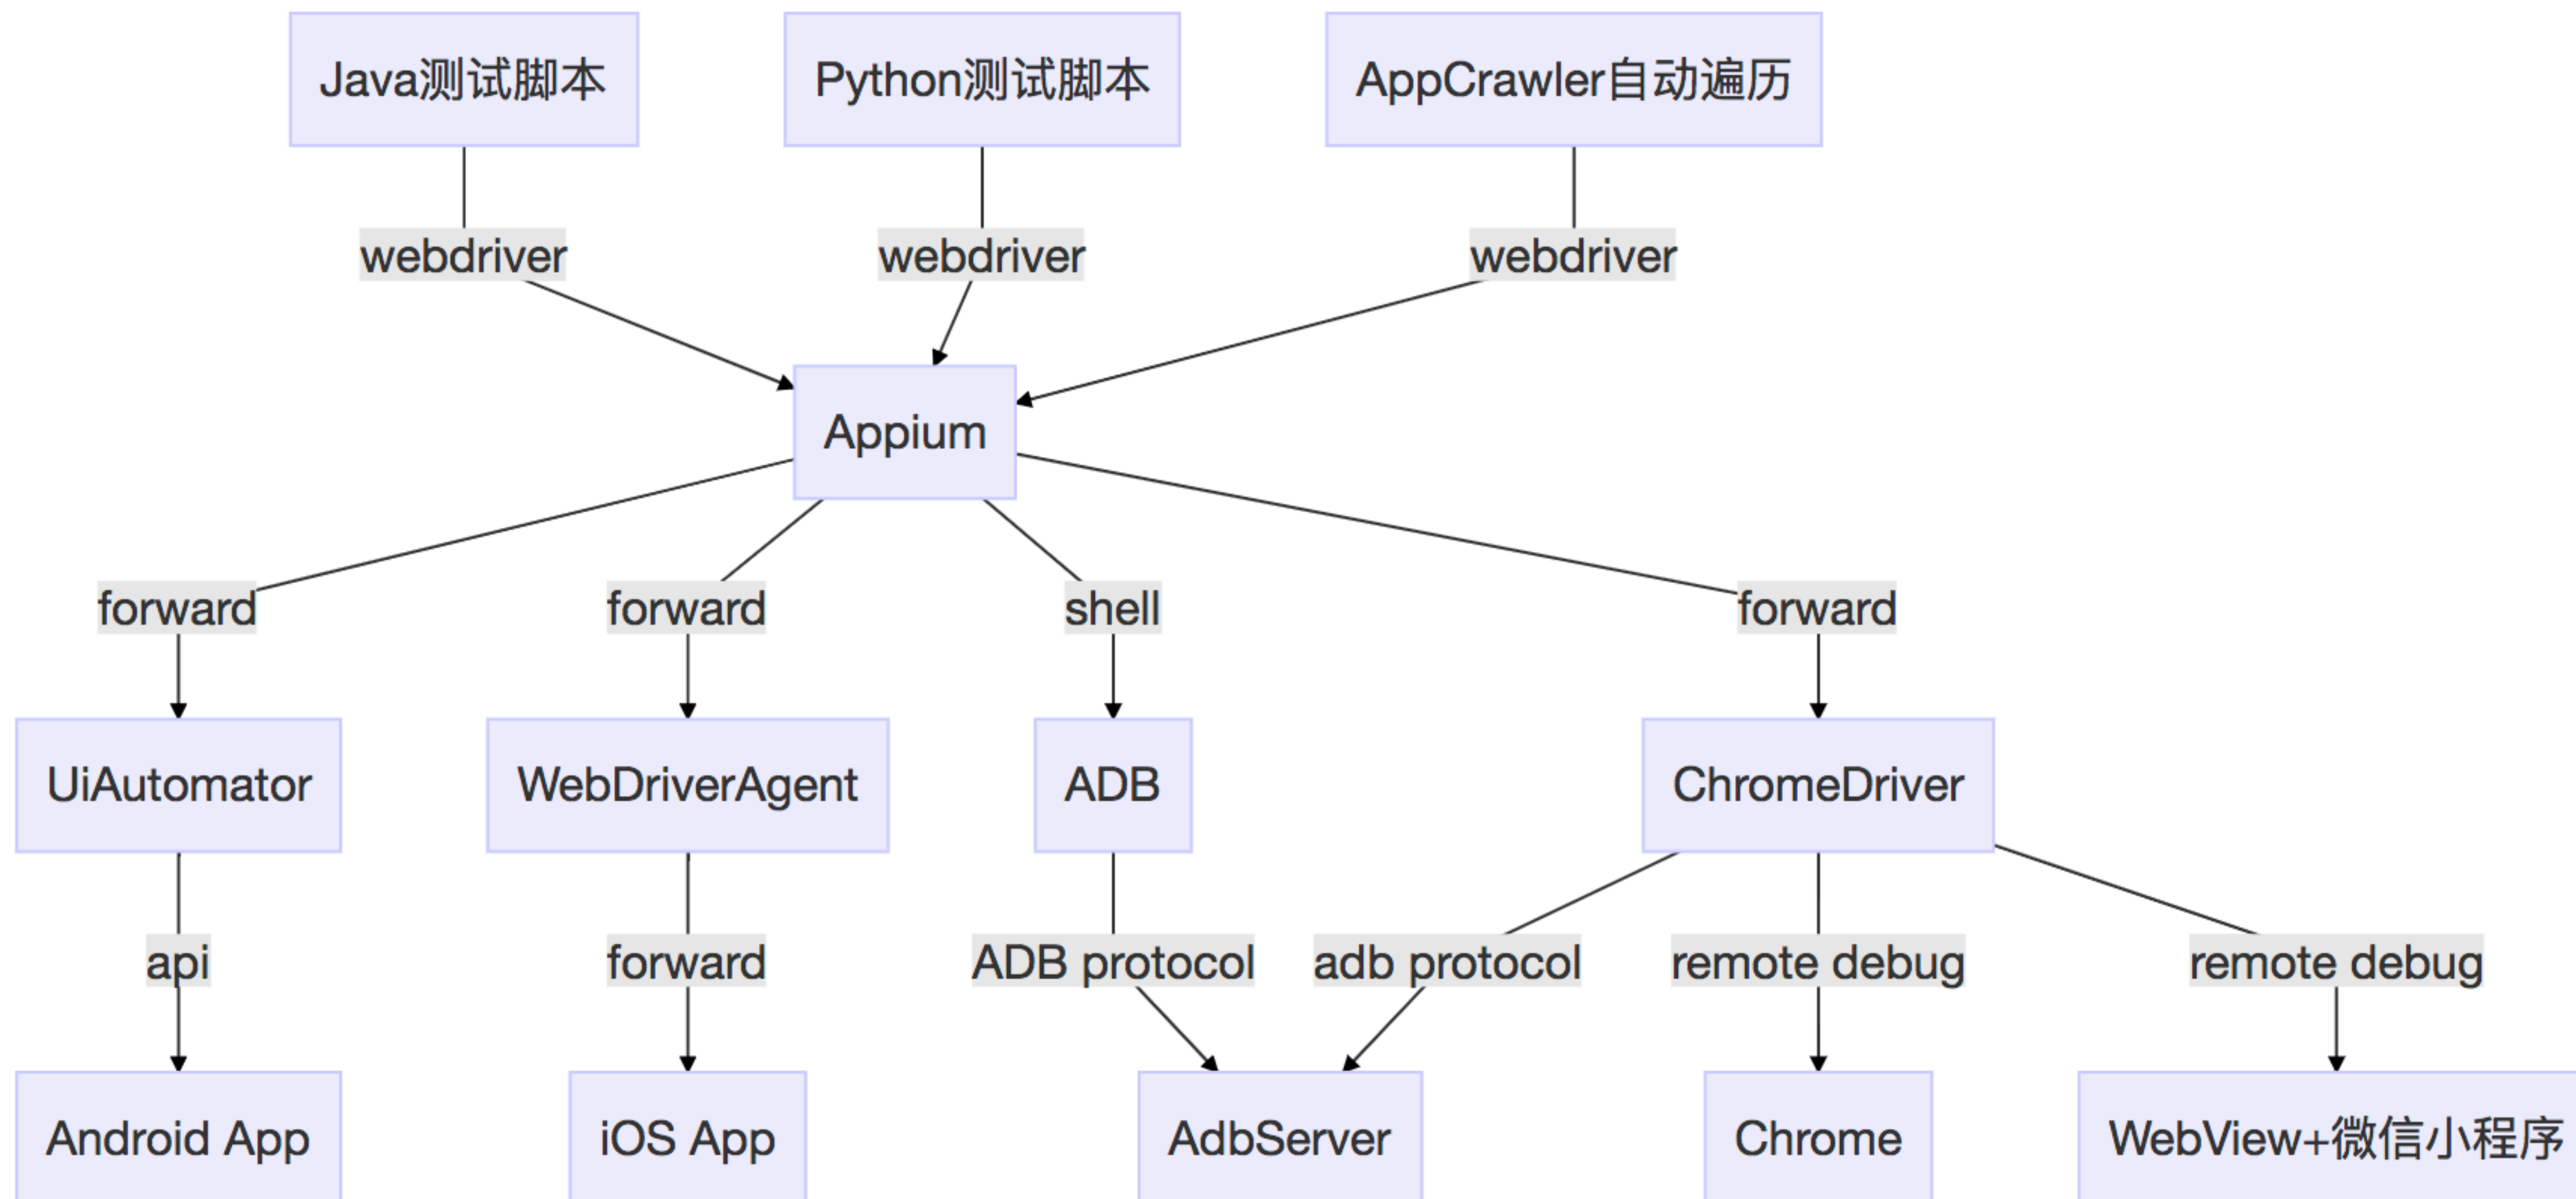 Java测试脚本
Python测试脚本
AppCrawler自动遍历
webdriver
webdriver
webdriver
Appium
forward
forward
shell
forward
UiAutomator
WebDriverAgent
ADB
ChromeDriver
api
forward
ADB protocol
adb protocol
remote debug
remote debug
Android App
iOS App
AdbServer
Chrome
WebView+微信小程序